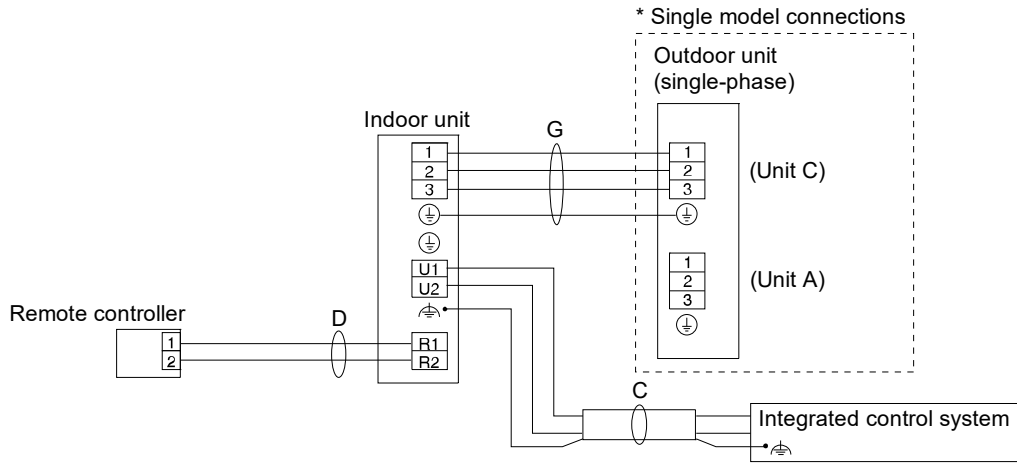 * Single model connections
Outdoor unit
(single-phase)
Indoor unit
G
1
2
3
1
2
3
(Unit C)
U1
U2
1
2
3
(Unit A)
Remote controller
D
1
2
R1
R2
C
Integrated control system